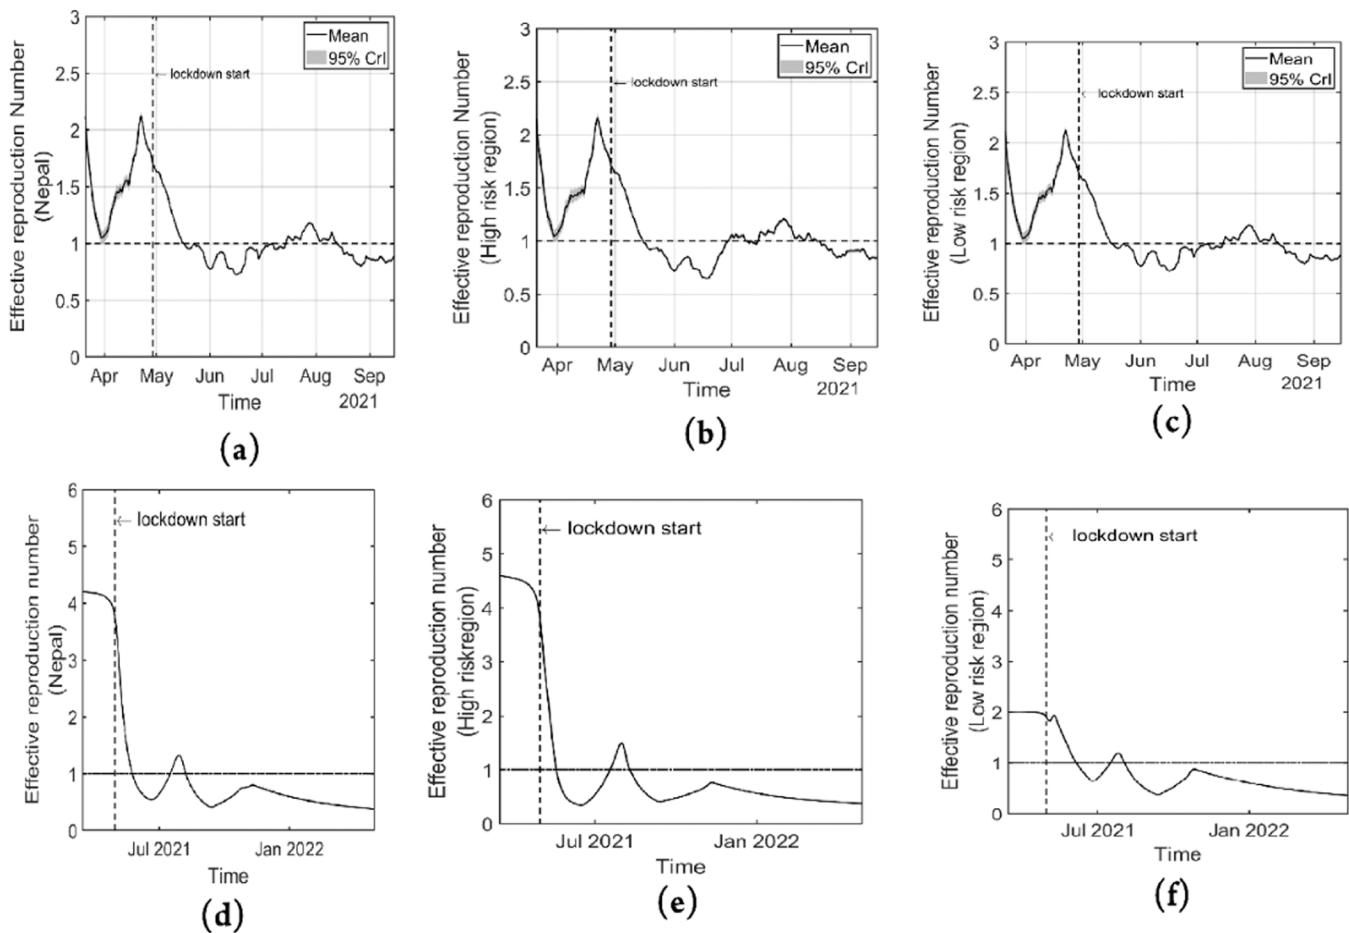 Effective reproduction Number
(Nepal)
3
2.5
2
1.5
1
0.5
0
Mean
95% CrI
lockdown start
Apr May Jun Jul Aug Sep
Time 2021
(a)
Effective reproduction Number
(High risk region)
3
2.5
2
1.5
1
0.5
0
Mean
95% CrI
lockdown start
Apr May Jun Jul Aug Sep
Time 2021
(b)
Effective reproduction Number
(Low risk region)
3
2.5
2
1.5
1
0.5
0
Mean
95% CrI
lockdown start
Apr May Jun Jul Aug Sep
Time 2021
(c)
Effective reproduction number
(Nepal)
6
5
4
3
2
1
0
lockdown start
Jul 2021 Jan 2022
Time
(d)
Effective reproduction number
(High riskregion)
6
5
4
3
2
1
0
lockdown start
Jul 2021 Jan 2022
Time
(e)
Effective reproduction number
(Low risk region)
6
5
4
3
2
1
0
lockdown start
Jul 2021 Jan 2022
Time
(f)